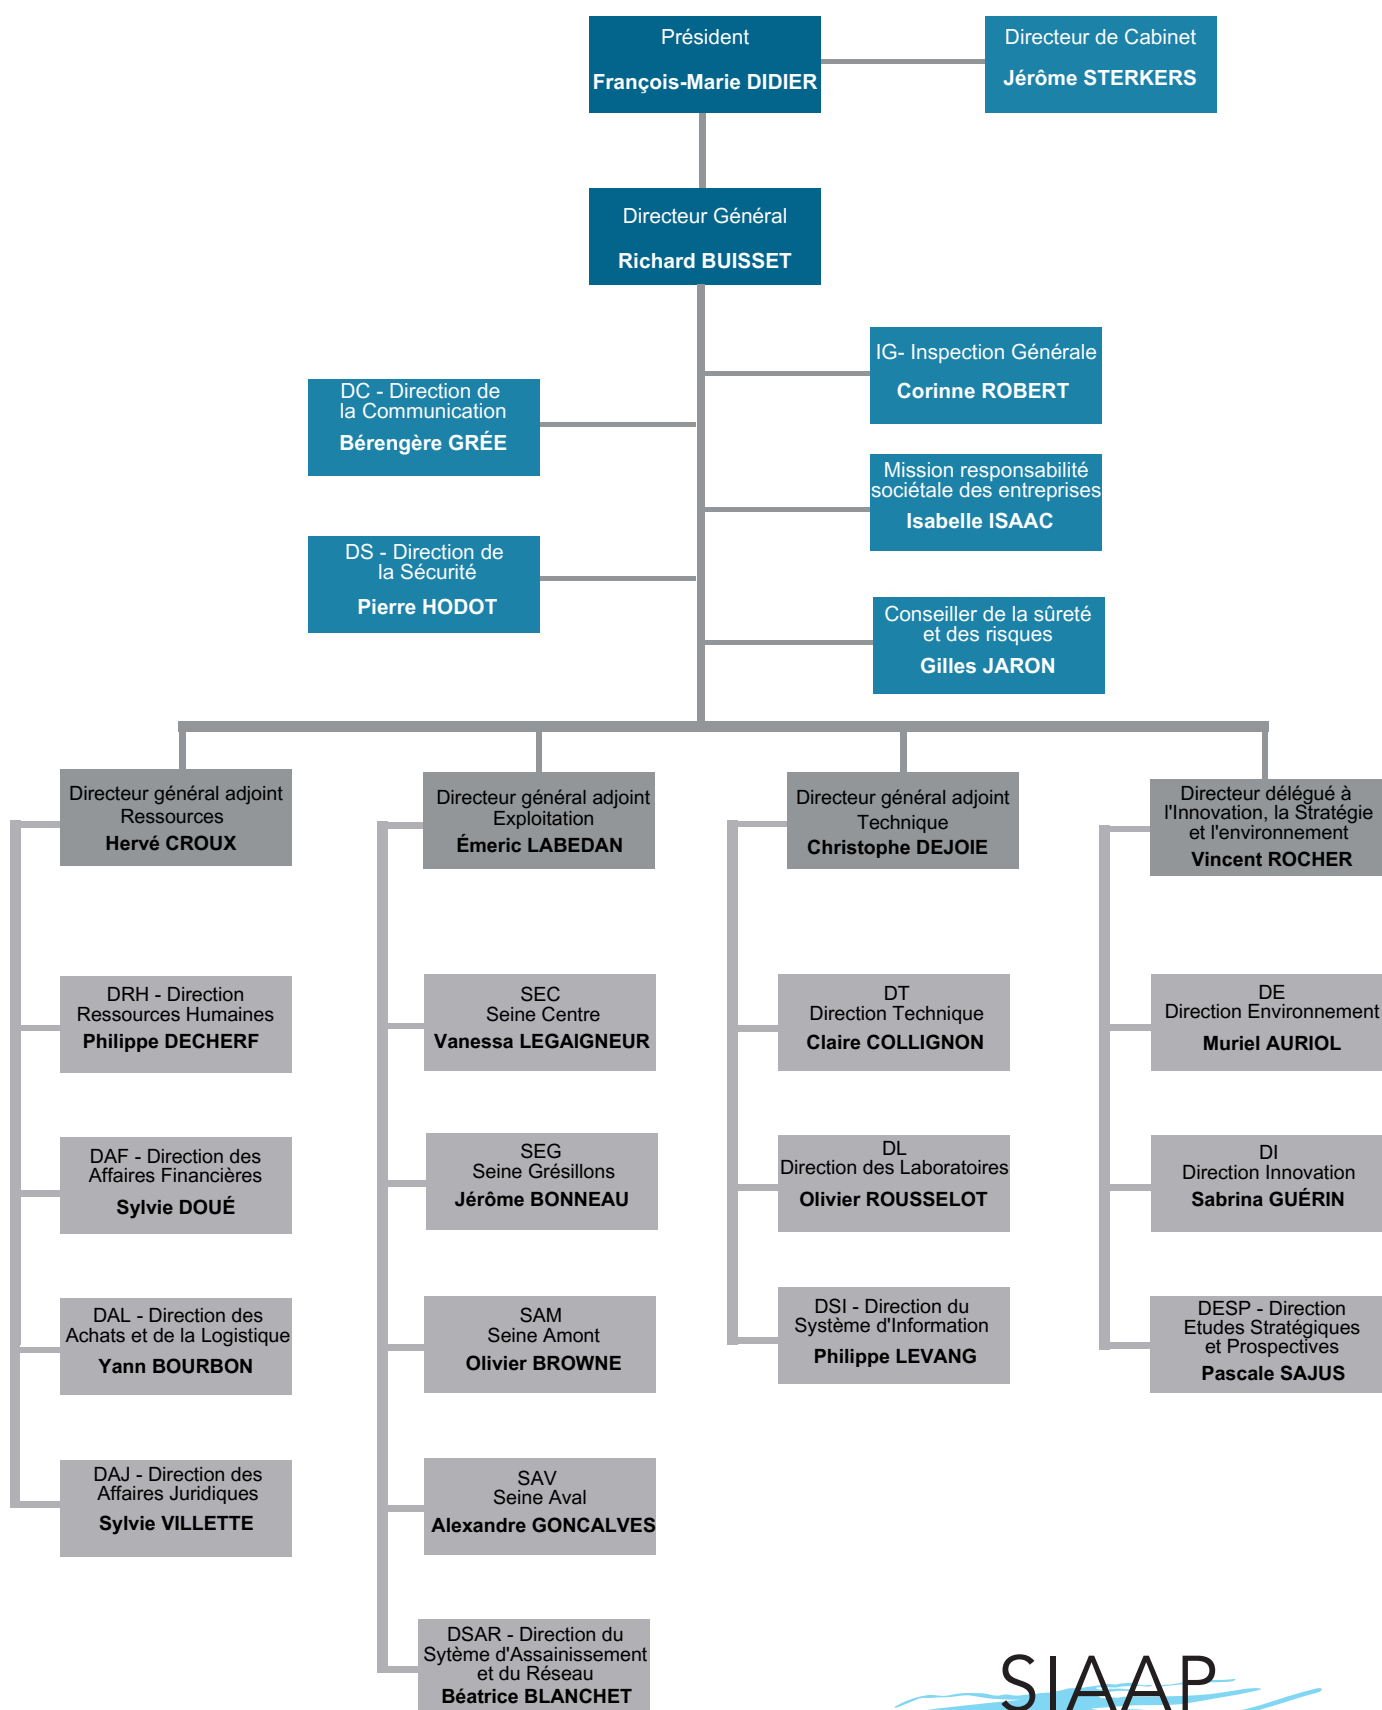 Président
François-Marie DIDIER
Directeur de Cabinet
Jérôme STERKERS
Directeur Général
Richard BUISSET
IG- Inspection Générale
Corinne ROBERT
DC - Direction de
la Communication
Bérengère GRÉE
Mission responsabilité
sociétale des entreprises
Isabelle ISAAC
DS - Direction de
la Sécurité
Pierre HODOT
Conseiller de la sûreté
et des risques
Gilles JARON
Directeur général adjoint
Ressources
Hervé CROUX
Directeur général adjoint
Exploitation
Émeric LABEDAN
Directeur général adjoint
Technique
Christophe DEJOIE
Directeur délégué à
l'Innovation, la Stratégie
et l'environnement
Vincent ROCHER
DRH - Direction
Ressources Humaines
Philippe DECHERF
SEC
Seine Centre
Vanessa LEGAIGNEUR
DT
Direction Technique
Claire COLLIGNON
DE
Direction Environnement
Muriel AURIOL
DAF - Direction des
Affaires Financières
Sylvie DOUÉ
SEG
Seine Grésillons
Jérôme BONNEAU
DL
Direction des Laboratoires
Olivier ROUSSELOT
DI
Direction Innovation
Sabrina GUÉRIN
DAL - Direction des
Achats et de la Logistique
Yann BOURBON
SAM
Seine Amont
Olivier BROWNE
DSI - Direction du
Système d'Information
Philippe LEVANG
DESP - Direction
Etudes Stratégiques
et Prospectives
Pascale SAJUS
DAJ - Direction des
Affaires Juridiques
Sylvie VILLETTE
SAV
Seine Aval
Alexandre GONCALVES
DSAR - Direction du
Sytème d'Assainissement
et du Réseau
Béatrice BLANCHET
SIAAP